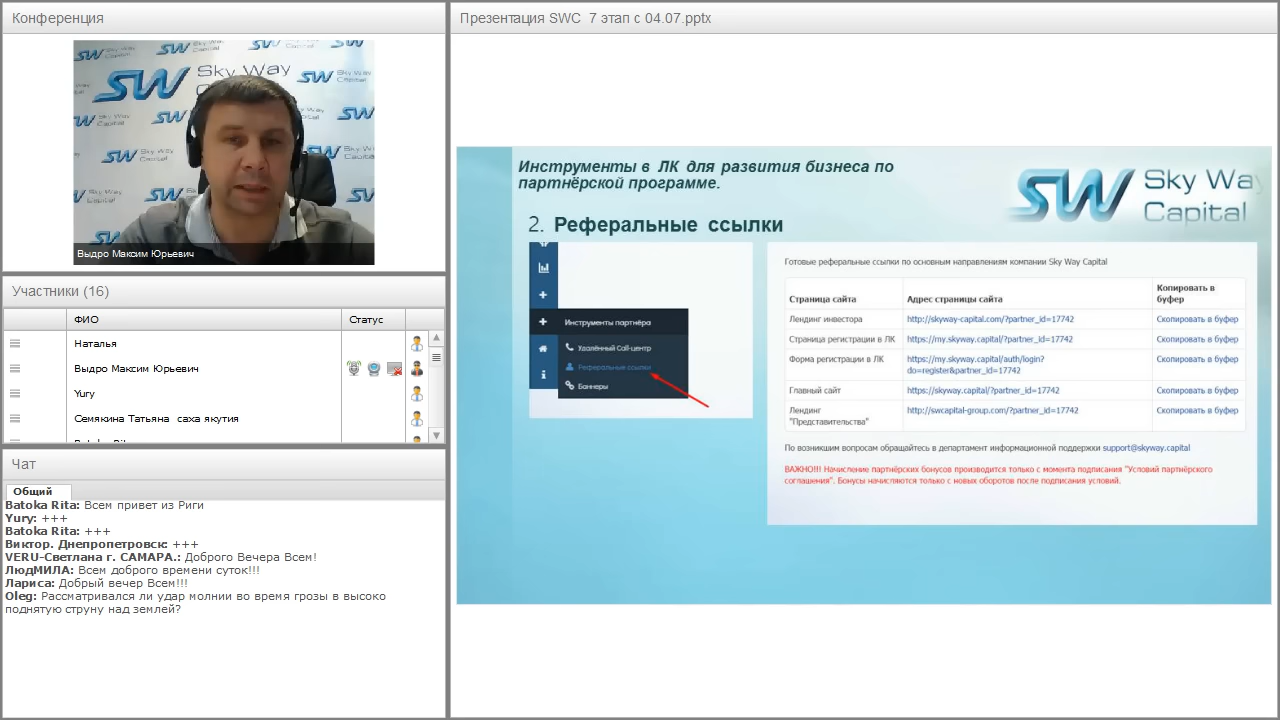 Конференция
Sky Way
Capital
SW
Выдро Максим Юрьевич
Участники (16)
ФИО
Статус
Наталья
Выдро Максим Юрьевич
Yury
Семякина Татьяна саха якутия
Batoka Rita
Чат
Общий
Batoka Rita: Всем привет из Риги
Yury: +++
Batoka Rita: +++
Виктор. Днепропетровск: +++
VERU-Светлана г. САМАРА.: Доброго Вечера Всем!
ЛюдМИЛА: Всем доброго времени суток!!!
Лариса: Добрый вечер Всем!!!
Oleg: Рассматривался ли удар молнии во время грозы в высоко
поднятую струну над землей?
Презентация SWC 7 этап с 04.07.pptx
Инструменты в ЛК для развития бизнеса по
партнёрской программе.
SW Sky Way
Capital
2. Реферальные ссылки
Инструменты партнёра
Удалённый Call-центр
Реферальные ссылки
Баннеры
Готовые реферальные ссылки по основным направлениям компании Sky Way Capital
Страница сайта Адрес страницы сайта Копировать в
буфер
Лендинг инвестора http://skyway-capital.com/?partner_id=17742 Скопировать в буфер
Страница регистрации в ЛК https://my.skyway.capital/?partner_id=17742 Скопировать в буфер
Форма регистрации в ЛК https://my.skyway.capital/auth/login? Скопировать в буфер
do=register&partner_id=17742
Главный сайт https://skyway.capital/?partner_id=17742 Скопировать в буфер
Лендинг http://swcapital-group.com/?partner_id=17742 Скопировать в буфер
"Представительства"
По возникшим вопросам обращайтесь в департамент информационной поддержки support@skyway.capital
ВАЖНО!!! Начисление партнёрских бонусов производится только с момента подписания "Условий партнёрского
соглашения". Бонусы начисляются только с новых оборотов после подписания условий.